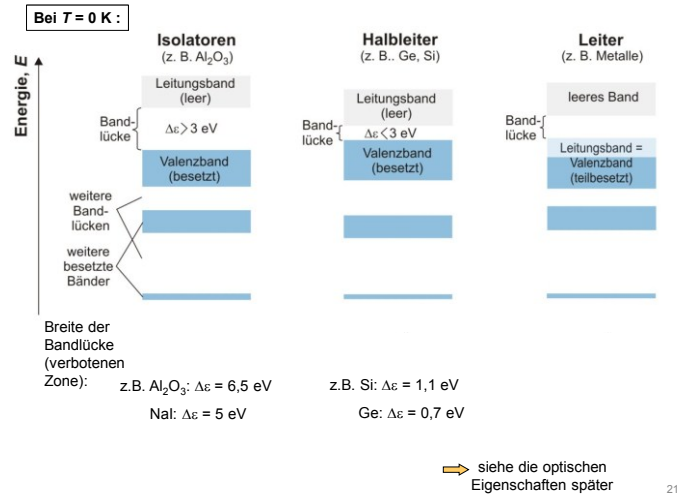 Bei T = 0 K :
Energie, E
Isolatoren
(z. B. Al₂O₃)
Leitungsband
(leer)
Band-
lücke
Δε> 3 eV
Valenzband
(besetzt)
weitere
Band-
lücken
weitere
besetzte
Bänder
Halbleiter
(z. B.. Ge, Si)
Leitungsband
(leer)
Band-
lücke
Δε<3 eV
Valenzband
(besetzt)
Leiter
(z. B. Metalle)
leeres Band
Band-
lücke
Leitungsband =
Valenzband
(teilbesetzt)
Breite der
Bandlücke
(verbotenen
Zone):
z.B. Al₂O₃: Δε = 6,5 eV
NaI: Δε = 5 eV
z.B. Si: Δε = 1,1 eV
Ge: Δε = 0,7 eV
siehe die optischen
Eigenschaften später
21